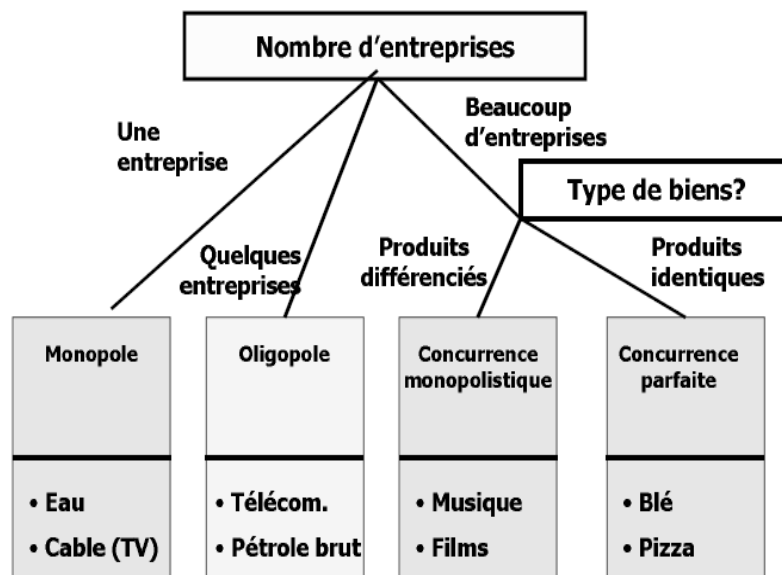 Nombre d'entreprises
Une
entreprise
Beaucoup
d'entreprises
Type de biens?
Quelques
entreprises
Produits
différenciés
Produits
identiques
Monopole
Oligopole
Concurrence
monopolistique
Concurrence
parfaite
• Eau
• Cable (TV)
• Télécom.
• Pétrole brut
• Musique
• Films
• Blé
• Pizza